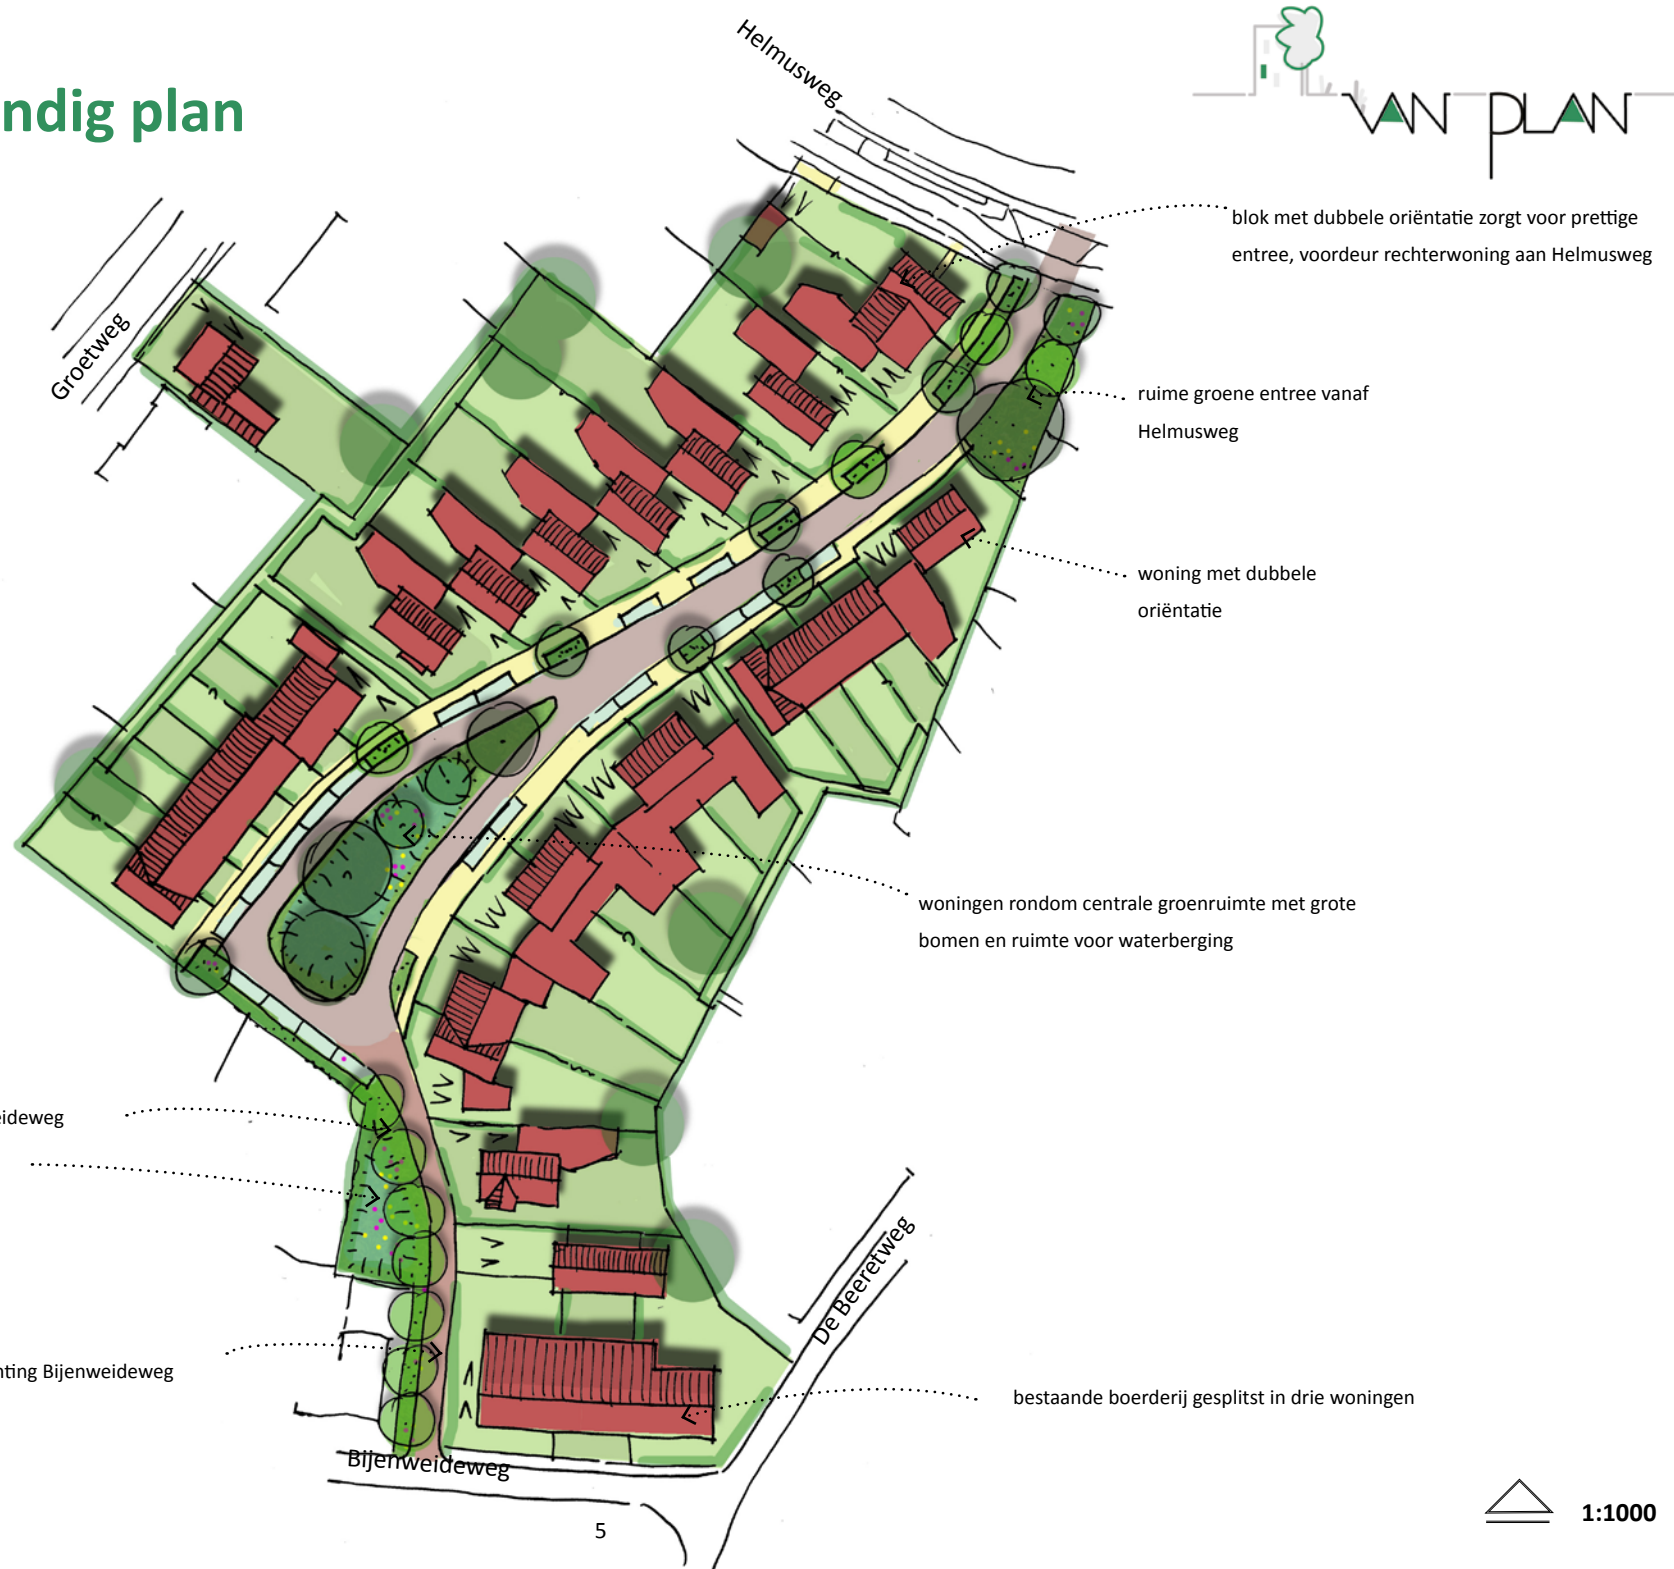 ndig plan
Helmusweg
VAN PLAN
blok met dubbele oriëntatie zorgt voor prettige
entree, voordeur rechterwoning aan Helmusweg
Groetweg
ruime groene entree vanaf
Helmusweg
woning met dubbele
oriëntatie
woningen rondom centrale groenruimte met grote
bomen en ruimte voor waterberging
eideweg
De Beeretweg
nting Bijenweideweg
bestaande boerderij gesplitst in drie woningen
Bijenweideweg
5
1:1000